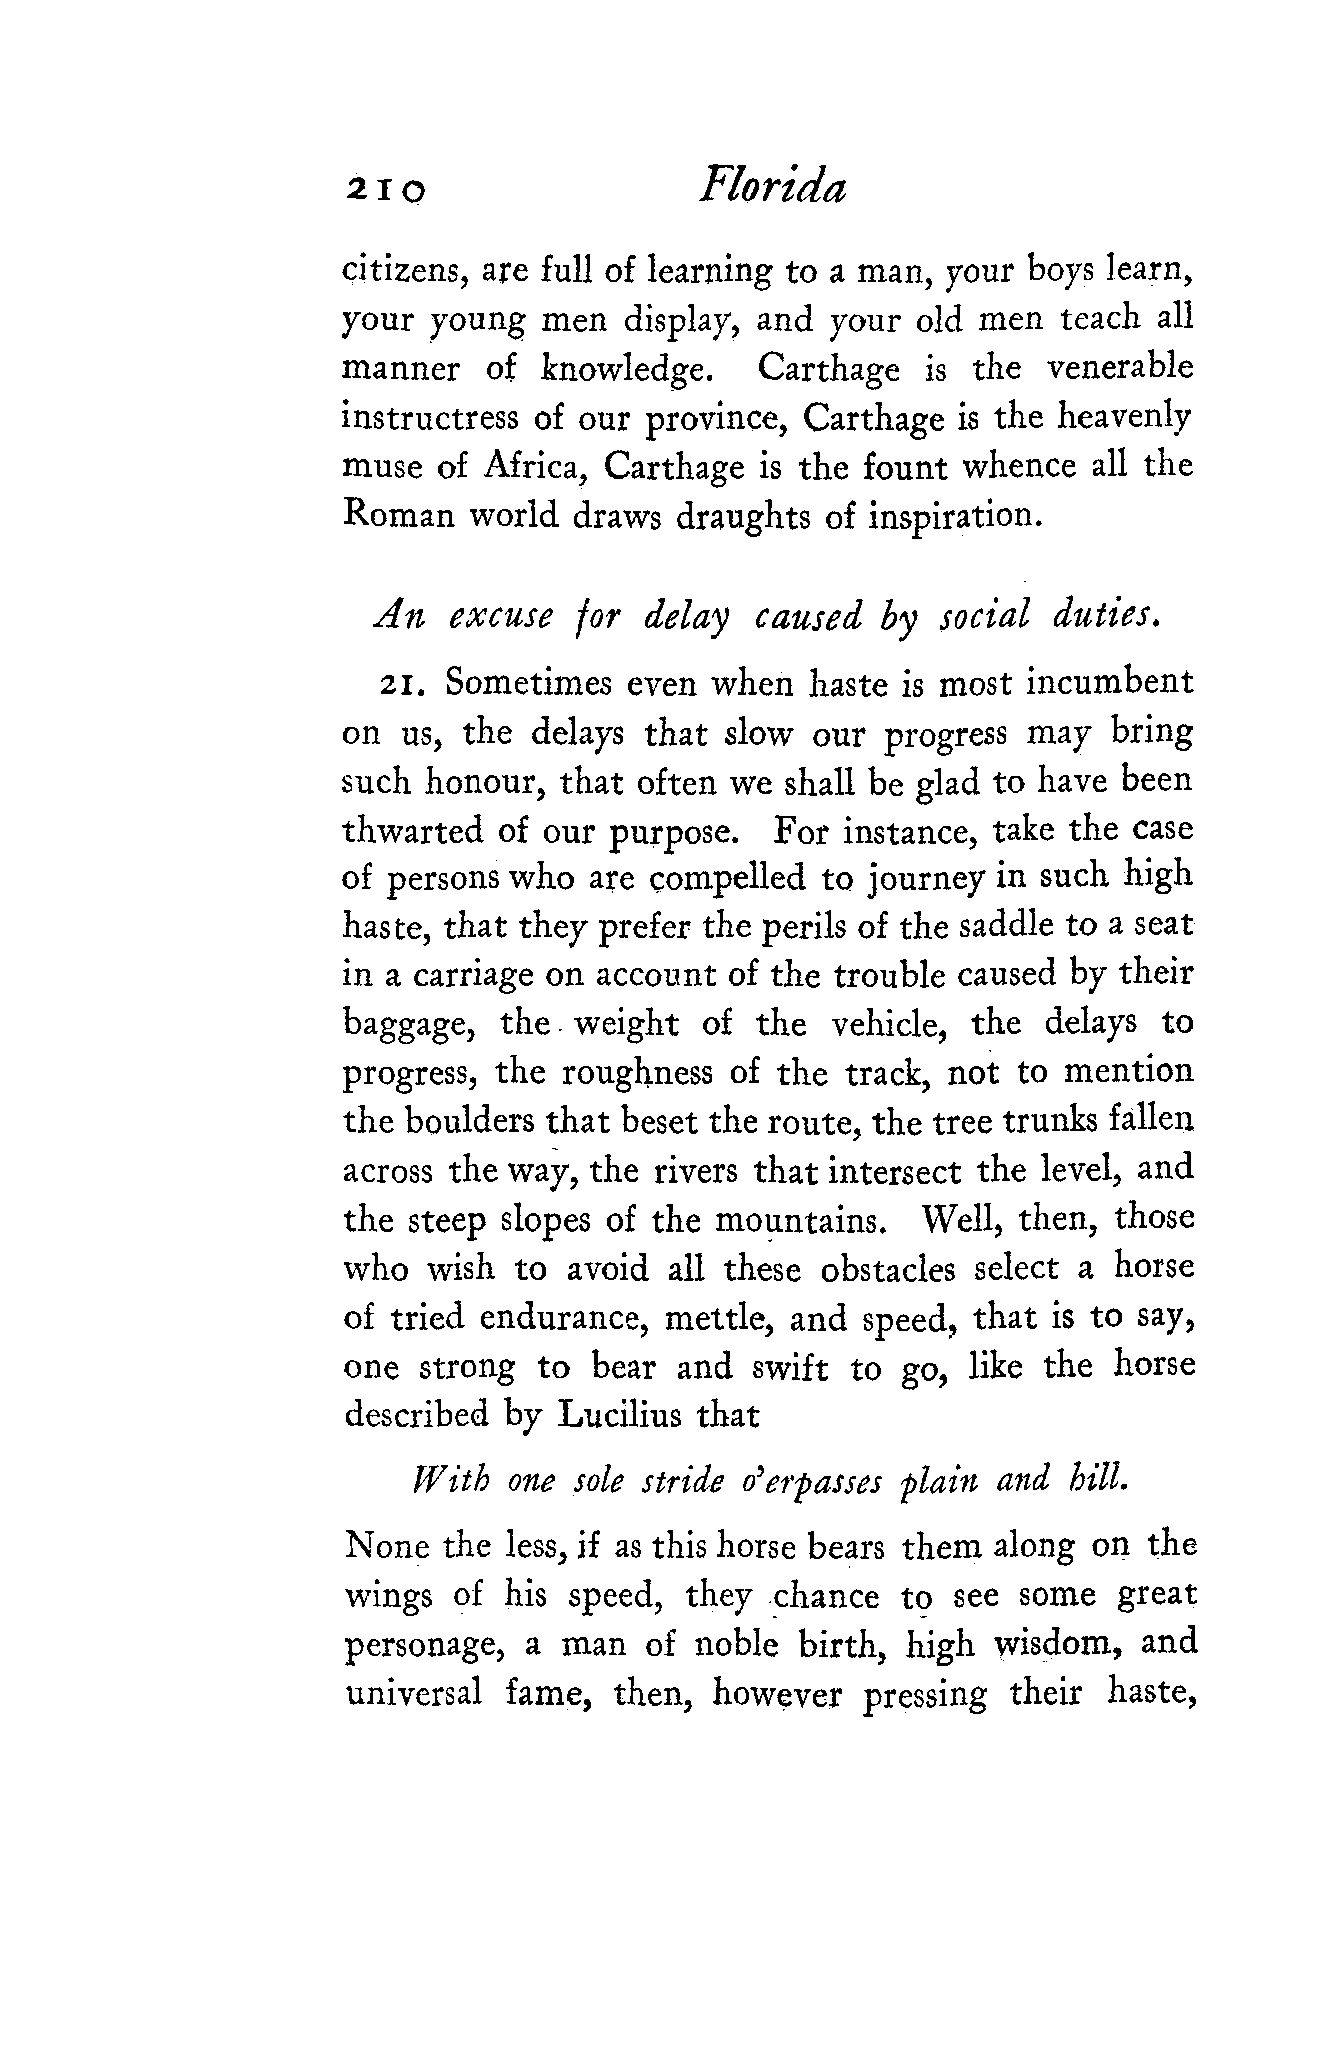 210 Florida
citizens, are full of learning to a man, your boys learn,
your young men display, and your old men teach all
manner of knowledge. Carthage is the venerable
instructress of our province, Carthage is the heavenly
muse of Africa, Carthage is the fount whence all the
Roman world draws draughts of inspiration.
An excuse for delay caused by social duties.
21. Sometimes even when haste is most incumbent
on us, the delays that slow our progress may bring
such honour, that often we shall be glad to have been
thwarted of our purpose. For instance, take the case
of persons who are compelled to journey in such high
haste, that they prefer the perils of the saddle to a seat
in a carriage on account of the trouble caused by their
baggage, the weight of the vehicle, the delays to
progress, the roughness of the track, not to mention
the boulders that beset the route, the tree trunks fallen
across the way, the rivers that intersect the level, and
the steep slopes of the mountains. Well, then, those
who wish to avoid all these obstacles select a horse
of tried endurance, mettle, and speed, that is to say,
one strong to bear and swift to go, like the horse
described by Lucilius that
With one sole stride o'erpasses plain and hill.
None the less, if as this horse bears them along on the
wings of his speed, they chance to see some great
personage, a man of noble birth, high wisdom, and
universal fame, then, however pressing their haste,